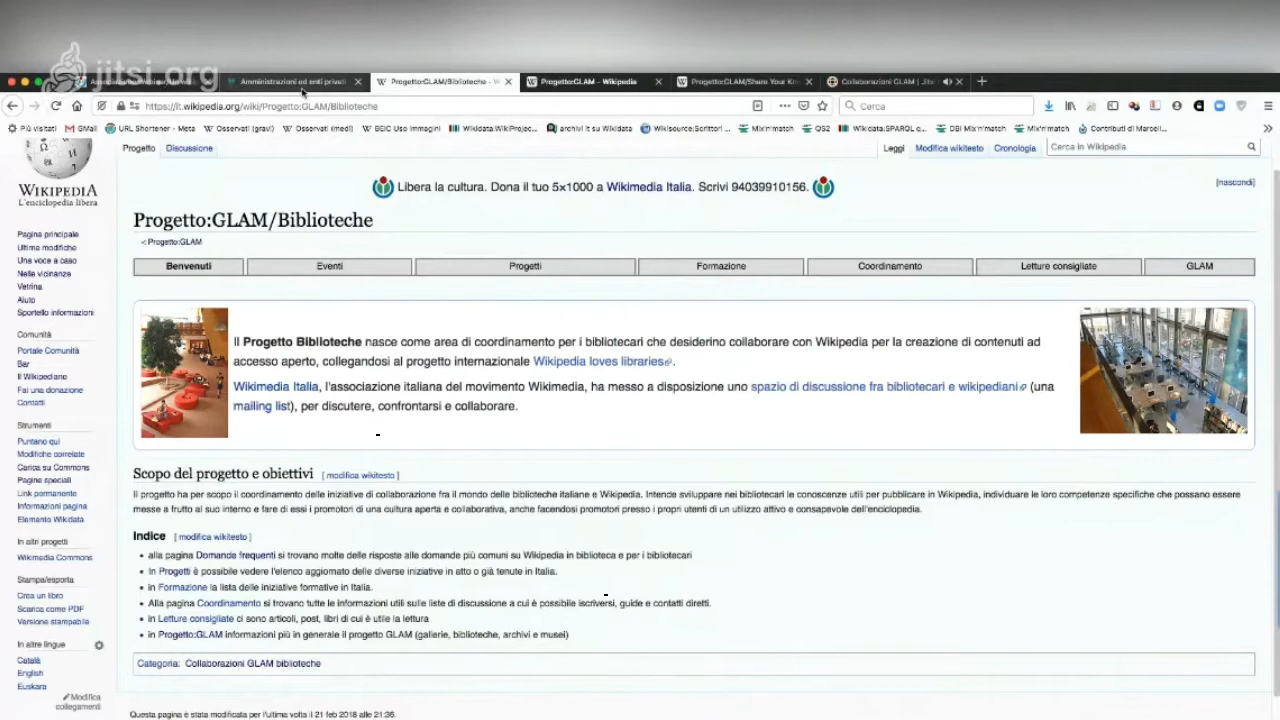 jitsi.org
Amministrazioni ed enti privati
Progetto:GLAM/Biblioteche - W
Progetto:GLAM - Wikipedia
Progetto:GLAM/Share Your Kn
Collaborazioni GLAM | Jits
https://it.wikipedia.org/wiki/Progetto:GLAM/Biblioteche
Cerca
Più visitati
GMail
URL Shortener - Meta
Osservati (gravi)
Osservati (medi)
BEIC Uso Immagini
Wikidata:WikiProjec...
archivi it su Wikidata
Wikisource:Scrittori ...
Mix'n'match
QS2
Wikidata:SPARQL q...
DBI Mix'n'match
Mix'n'match
Contributi di Marcell...
WIKIPEDIA
L'enciclopedia libera
Progetto Discussione
Leggi Modifica wikitesto Cronologia
Cerca in Wikipedia
Libera la cultura. Dona il tuo 5x1000 a Wikimedia Italia. Scrivi 94039910156.
[nascondi]
Progetto:GLAM/Biblioteche
< Progetto:GLAM
Benvenuti Eventi Progetti Formazione Coordinamento Letture consigliate GLAM
Il Progetto Biblioteche nasce come area di coordinamento per i bibliotecari che desiderino collaborare con Wikipedia per la creazione di contenuti ad
accesso aperto, collegandosi al progetto internazionale Wikipedia loves libraries.
Wikimedia Italia, l'associazione italiana del movimento Wikimedia, ha messo a disposizione uno spazio di discussione fra bibliotecari e wikipediani (una
mailing list), per discutere, confrontarsi e collaborare.
Scopo del progetto e obiettivi [ modifica wikitesto ]
Il progetto ha per scopo il coordinamento delle iniziative di collaborazione fra il mondo delle biblioteche italiane e Wikipedia. Intende sviluppare nei bibliotecari le conoscenze utili per pubblicare in Wikipedia, individuare le loro competenze specifiche che possano essere
messe a frutto al suo interno e fare di essi i promotori di una cultura aperta e collaborativa, anche facendosi promotori presso i propri utenti di un utilizzo attivo e consapevole dell'enciclopedia.
Indice [ modifica wikitesto ]
alla pagina Domande frequenti si trovano molte delle risposte alle domande più comuni su Wikipedia in biblioteca e per i bibliotecari
In Progetti è possibile vedere l'elenco aggiornato delle diverse iniziative in atto o già tenute in Italia.
in Formazione la lista delle iniziative formative in Italia.
Alla pagina Coordinamento si trovano tutte le informazioni utili sulle liste di discussione a cui è possibile iscriversi, guide e contatti diretti.
in Letture consigliate ci sono articoli, post, libri di cui è utile la lettura
in Progetto:GLAM informazioni più in generale il progetto GLAM (gallerie, biblioteche, archivi e musei)
Categoria: Collaborazioni GLAM biblioteche
Questa pagina è stata modificata per l'ultima volta il 21 feb 2018 alle 21:36.
Pagina principale
Ultime modifiche
Una voce a caso
Nelle vicinanze
Vetrina
Aiuto
Sportello informazioni
Comunità
Portale Comunità
Bar
Il Wikipediano
Fai una donazione
Contatti
Strumenti
Puntano qui
Modifiche correlate
Carica su Commons
Pagine speciali
Link permanente
Informazioni pagina
Elemento Wikidata
In altri progetti
Wikimedia Commons
Stampa/esporta
Crea un libro
Scarica come PDF
Versione stampabile
In altre lingue
Català
English
Euskara
Modifica
collegamenti